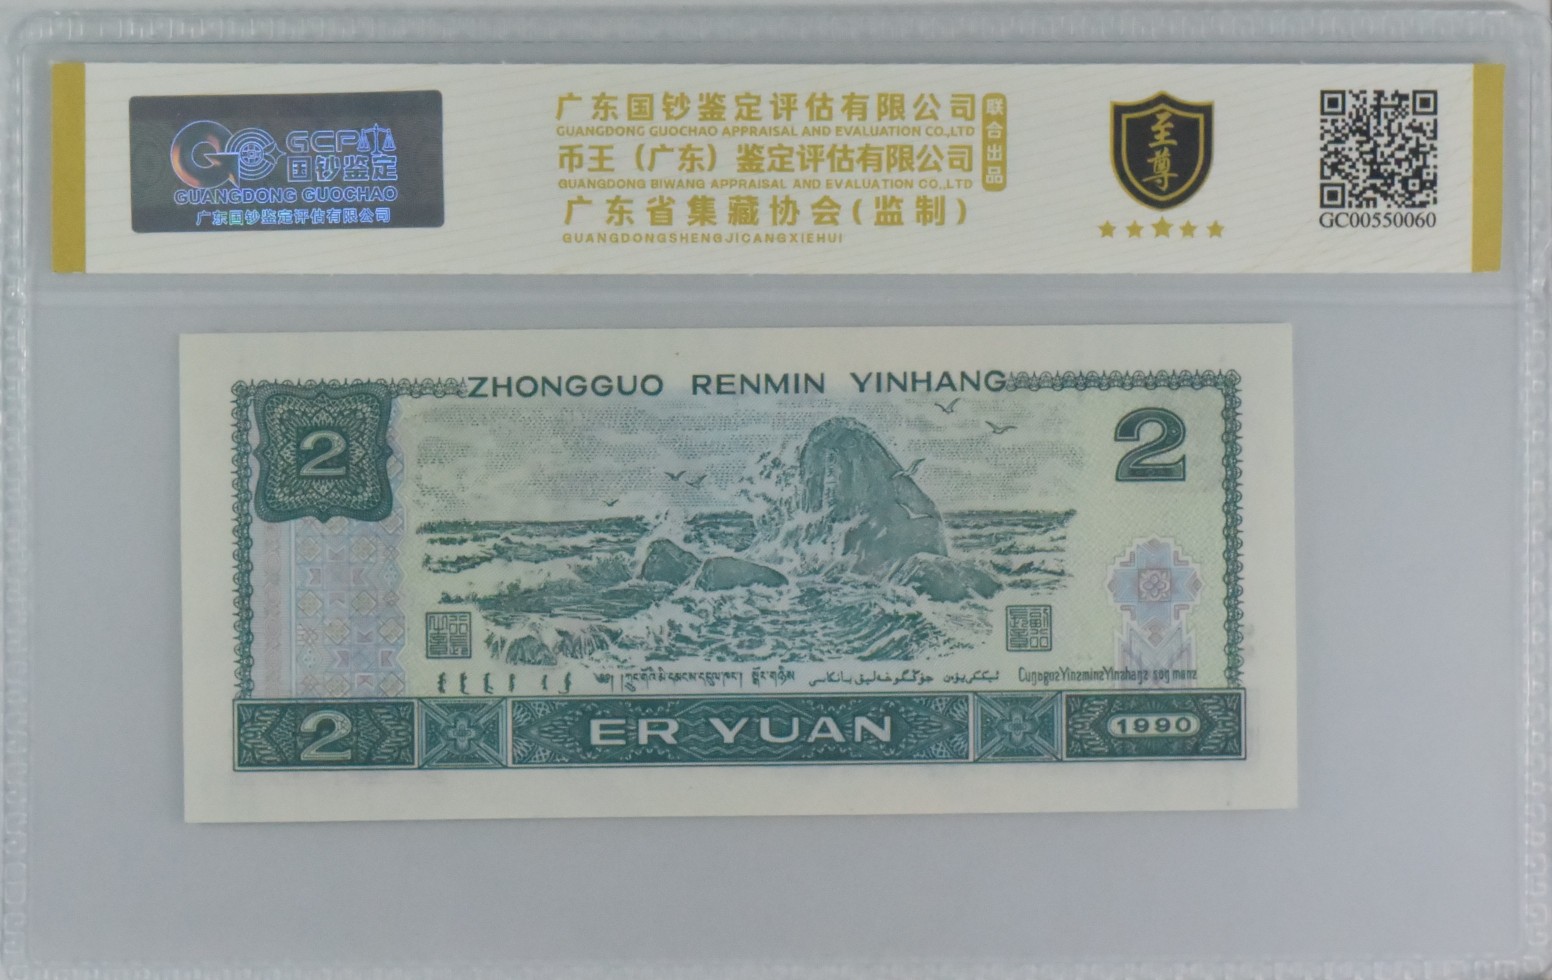 GCP
国钞鉴定
GUANGDONG GUOCHAO
广东国钞鉴定评估有限公司
广东国钞鉴定评估有限公司
GUANGDONG GUOCHAO APPRAISAL AND EVALUATION CO.,LTD
币王（广东）鉴定评估有限公司
GUANGDONG BIWANG APPRAISAL AND EVALUATION CO.,LTD
广东省集藏协会(监制)
GUANGDONGSHENGJICANGXIEHUI
联合出品
至尊
GC00550060
ZHONGGUO RENMIN YINHANG
2
2
2
ER YUAN
1990